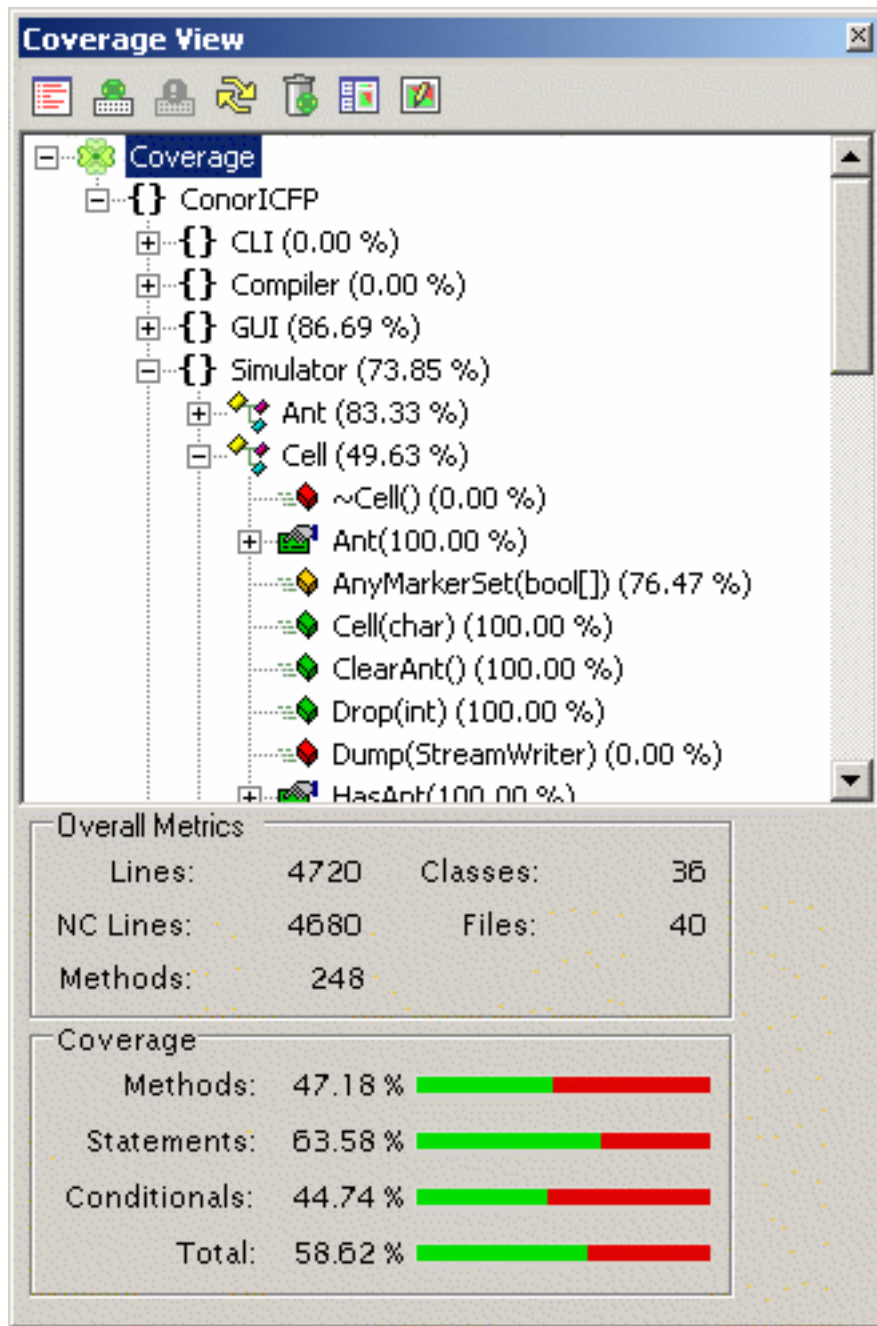 Coverage View
Coverage
{} ConorICFP
{} CLI (0.00 %)
{} Compiler (0.00 %)
{} GUI (86.69 %)
{} Simulator (73.85 %)
Ant (83.33 %)
Cell (49.63 %)
~Cell() (0.00 %)
Ant(100.00 %)
AnyMarkerSet(bool[]) (76.47 %)
Cell(char) (100.00 %)
ClearAnt() (100.00 %)
Drop(int) (100.00 %)
Dump(StreamWriter) (0.00 %)
HasAnt(100.00 %)
Overall Metrics
Lines: 4720 Classes: 36
NC Lines: 4680 Files: 40
Methods: 248
Coverage
Methods: 47.18 %
Statements: 63.58 %
Conditionals: 44.74 %
Total: 58.62 %